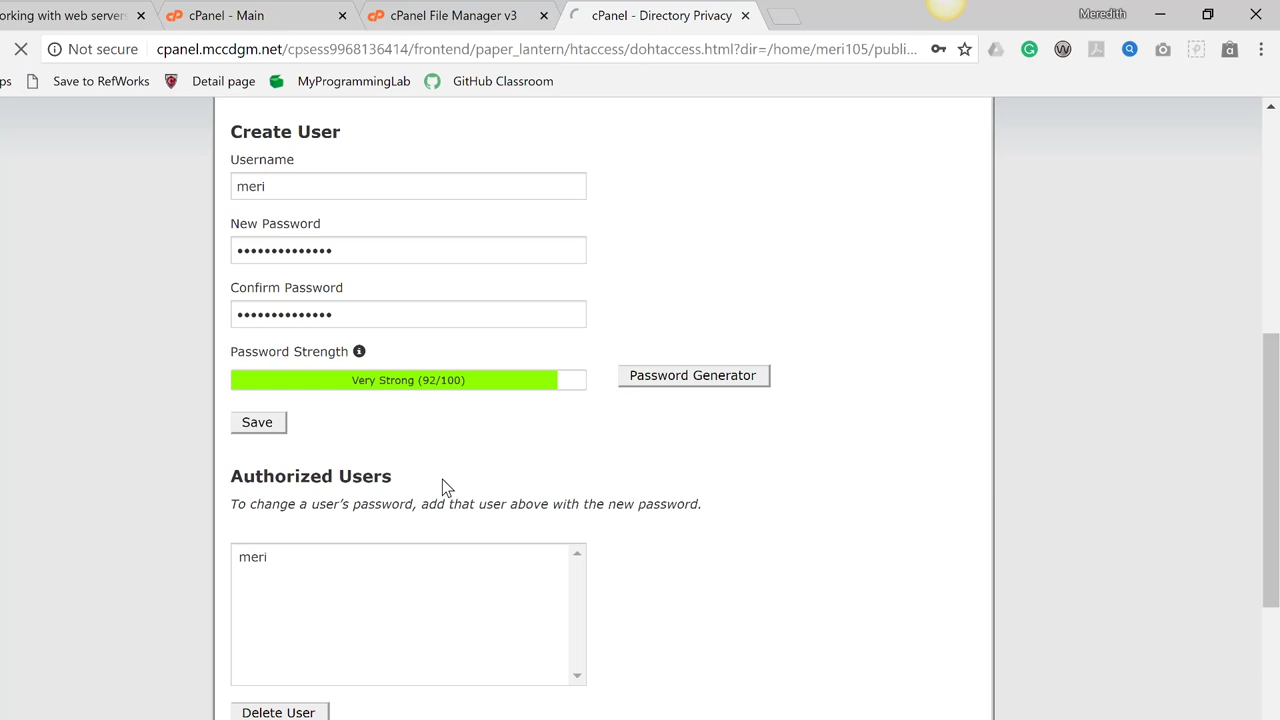 orking with web server:
cPanel - Main
cPanel File Manager v3
cPanel - Directory Privacy
Meredith
Not secure
cpanel.mccdgm.net/cpsess9968136414/frontend/paper_lantern/htaccess/dohtaccess.html?dir=/home/meri105/publi...
ps
Save to RefWorks
Detail page
MyProgrammingLab
GitHub Classroom
Create User
Username
meri
New Password
••••••••••••••
Confirm Password
••••••••••••••
Password Strength
Very Strong (92/100)
Password Generator
Save
Authorized Users
To change a user's password, add that user above with the new password.
meri
Delete User